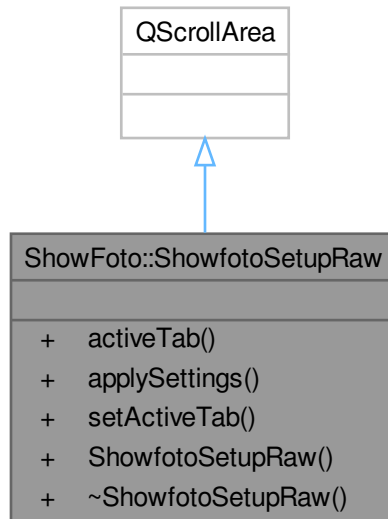 QScrollArea
ShowFoto::ShowfotoSetupRaw
+ activeTab()
+ applySettings()
+ setActiveTab()
+ ShowfotoSetupRaw()
+ ~ShowfotoSetupRaw()